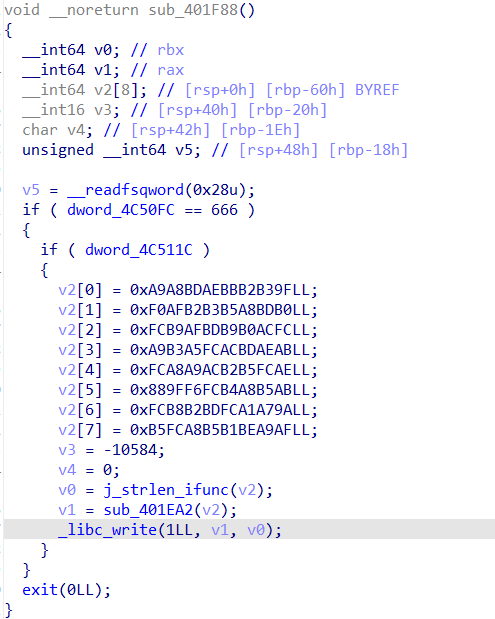 void __noreturn sub_401F88()
{
  __int64 v0; // rbx
  __int64 v1; // rax
  __int64 v2[8]; // [rsp+0h] [rbp-60h] BYREF
  __int16 v3; // [rsp+40h] [rbp-20h]
  char v4; // [rsp+42h] [rbp-1Eh]
  unsigned __int64 v5; // [rsp+48h] [rbp-18h]

  v5 = __readfsqword(0x28u);
  if ( dword_4C50FC == 666 )
  {
    if ( dword_4C511C )
    {
      v2[0] = 0xA9A8BDAEBBB2B39FLL;
      v2[1] = 0xF0AFB2B3B5A8BDB0LL;
      v2[2] = 0xFCB9AFBDB9B0ACFCLL;
      v2[3] = 0xA9B3A5FCACBDAEABLL;
      v2[4] = 0xFCA8A9ACB2B5FCAELL;
      v2[5] = 0x889FF6FCB4A8B5ABLL;
      v2[6] = 0xFCB8B2BDFCA1A79ALL;
      v2[7] = 0xB5FCA8B5B1BEA9AFLL;
      v3 = -10584;
      v4 = 0;
      v0 = j_strlen_ifunc(v2);
      v1 = sub_401EA2(v2);
      _libc_write(1LL, v1, v0);
    }
  }
  exit(0LL);
}